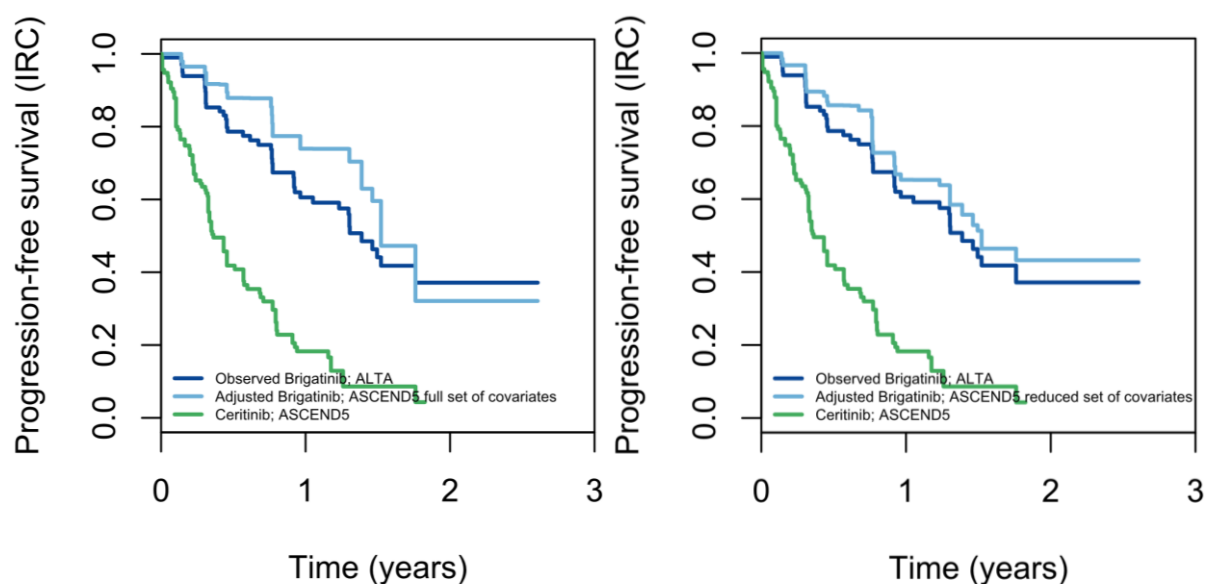 Progression-free survival (IRC)
1.0
0.8
0.6
0.4
0.2
0.0
Observed Brigatinib; ALTA
Adjusted Brigatinib; ASCEND5 full set of covariates
Ceritinib; ASCEND5
0 1 2 3
Time (years)
Progression-free survival (IRC)
1.0
0.8
0.6
0.4
0.2
0.0
Observed Brigatinib; ALTA
Adjusted Brigatinib; ASCEND5 reduced set of covariates
Ceritinib; ASCEND5
0 1 2 3
Time (years)